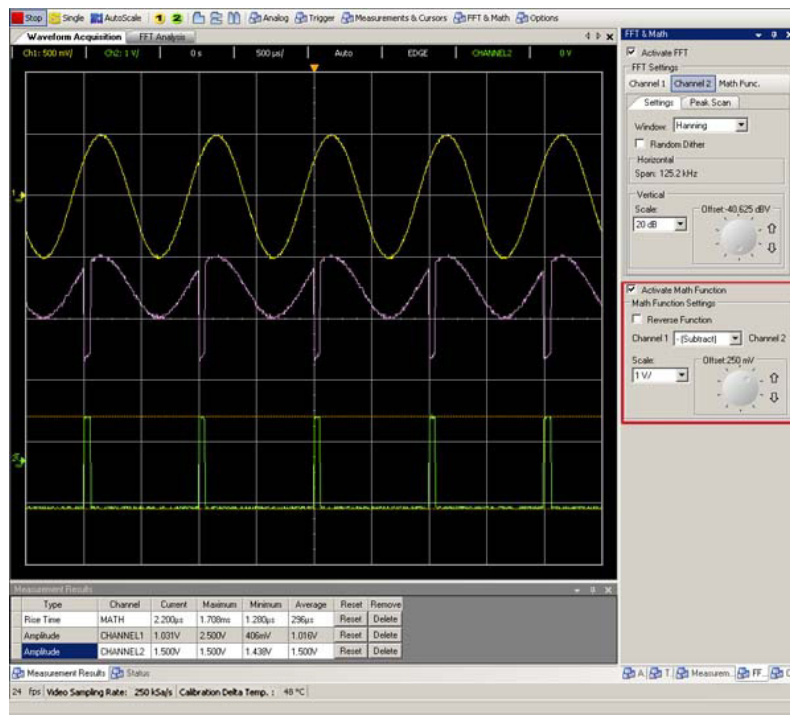 Stop Single AutoScale 1 2 Analog Trigger Measurements & Cursors FFT & Math Options
Waveform Acquisition FFT Analysis
Ch1: 500 mV/ Ch2: 1 V/ 0 s 500 µs/ Auto EDGE CHANNEL2 0 V
FFT & Math
Activate FFT
FFT Settings
Channel 1 Channel 2 Math Func.
Settings Peak Scan
Window: Hanning
Random Dither
Horizontal
Span: 125.2 kHz
Vertical
Scale: Offset:-40.625 dBV
20 dB
Activate Math Function
Math Function Settings
Reverse Function
Channel 1 - (Subtract) Channel 2
Scale: Offset:250 mV
1 V/
Measurement Results
Type Channel Current Maximum Minimum Average Reset Remove
Rise Time MATH 2.200µs 1.708ms 1.280µs 296µs Reset Delete
Amplitude CHANNEL1 1.031V 2.500V 406mV 1.016V Reset Delete
Amplitude CHANNEL2 1.500V 1.500V 1.438V 1.500V Reset Delete
Measurement Results Status
A T Measurem.. FF..
24 fps Video Sampling Rate: 250 kSa/s Calibration Delta Temp. : 48 °C